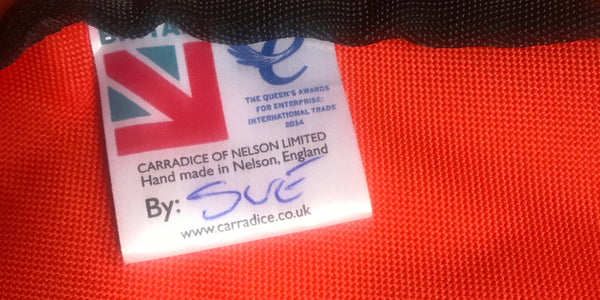 THE QUEEN'S AWARDS
FOR ENTERPRISE:
INTERNATIONAL TRADE
2014
CARRADICE OF NELSON LIMITED
Hand made in Nelson, England
By: SUE
www.carradice.co.uk